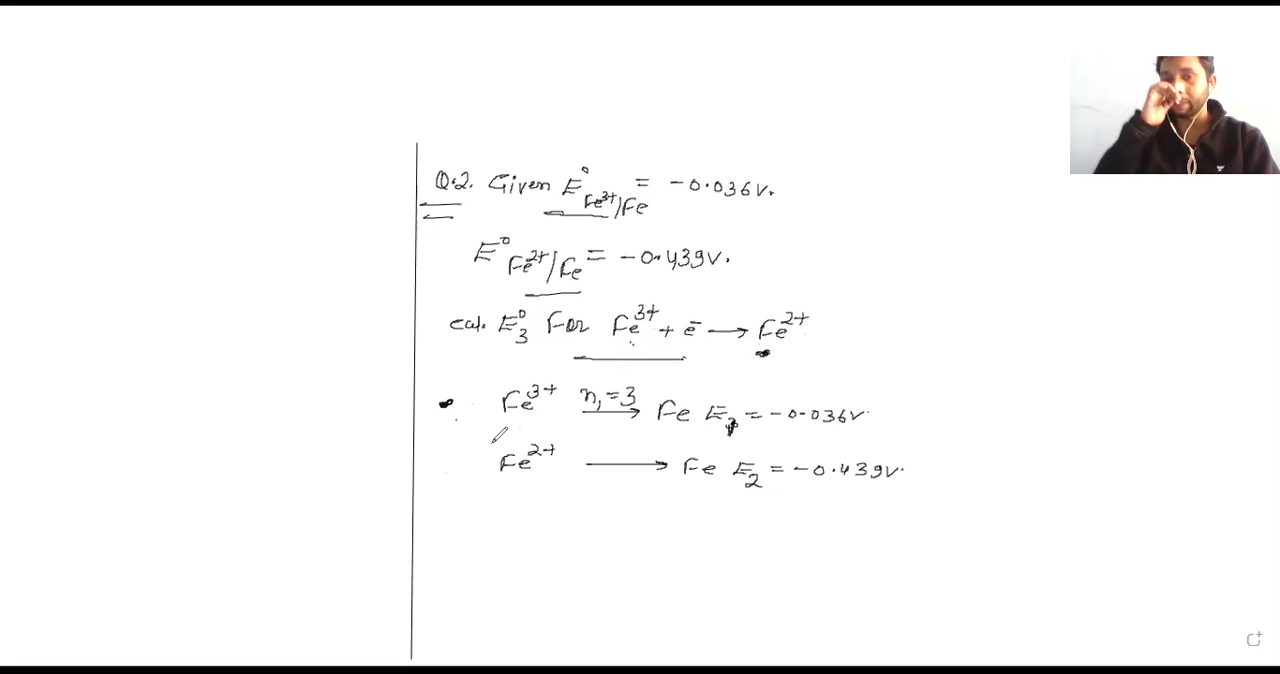 Q.2. Given E°Fe³⁺/Fe = -0.036V.
E°Fe²⁺/Fe = -0.439V.
cal. E₃° For Fe³⁺ + e⁻ → Fe²⁺
Fe³⁺ n₁=3 → Fe E₁ = -0.036V.
Fe²⁺ → Fe E₂ = -0.439V.